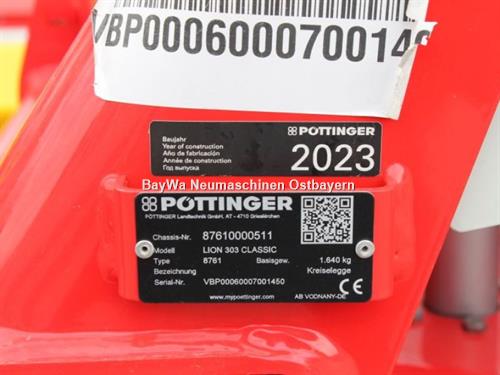 VBP0006000700149
Baujahr
Year of construction
Año de fabricación
Année de construction
Год выпуска
PÖTTINGER
2023
BayWa Neumaschinen Ostbayern
PÖTTINGER
PÖTTINGER Landtechnik GmbH, AT - 4710 Grieskirchen
Chassis-Nr. 87610000511
Modell LION 303 CLASSIC
Type 8761 Basisgew. 1.640 kg
Bezeichnung Kreiselegge
Serial-Nr. VBP00060007001450
www.mypoettinger.com AB VODNANY-DE